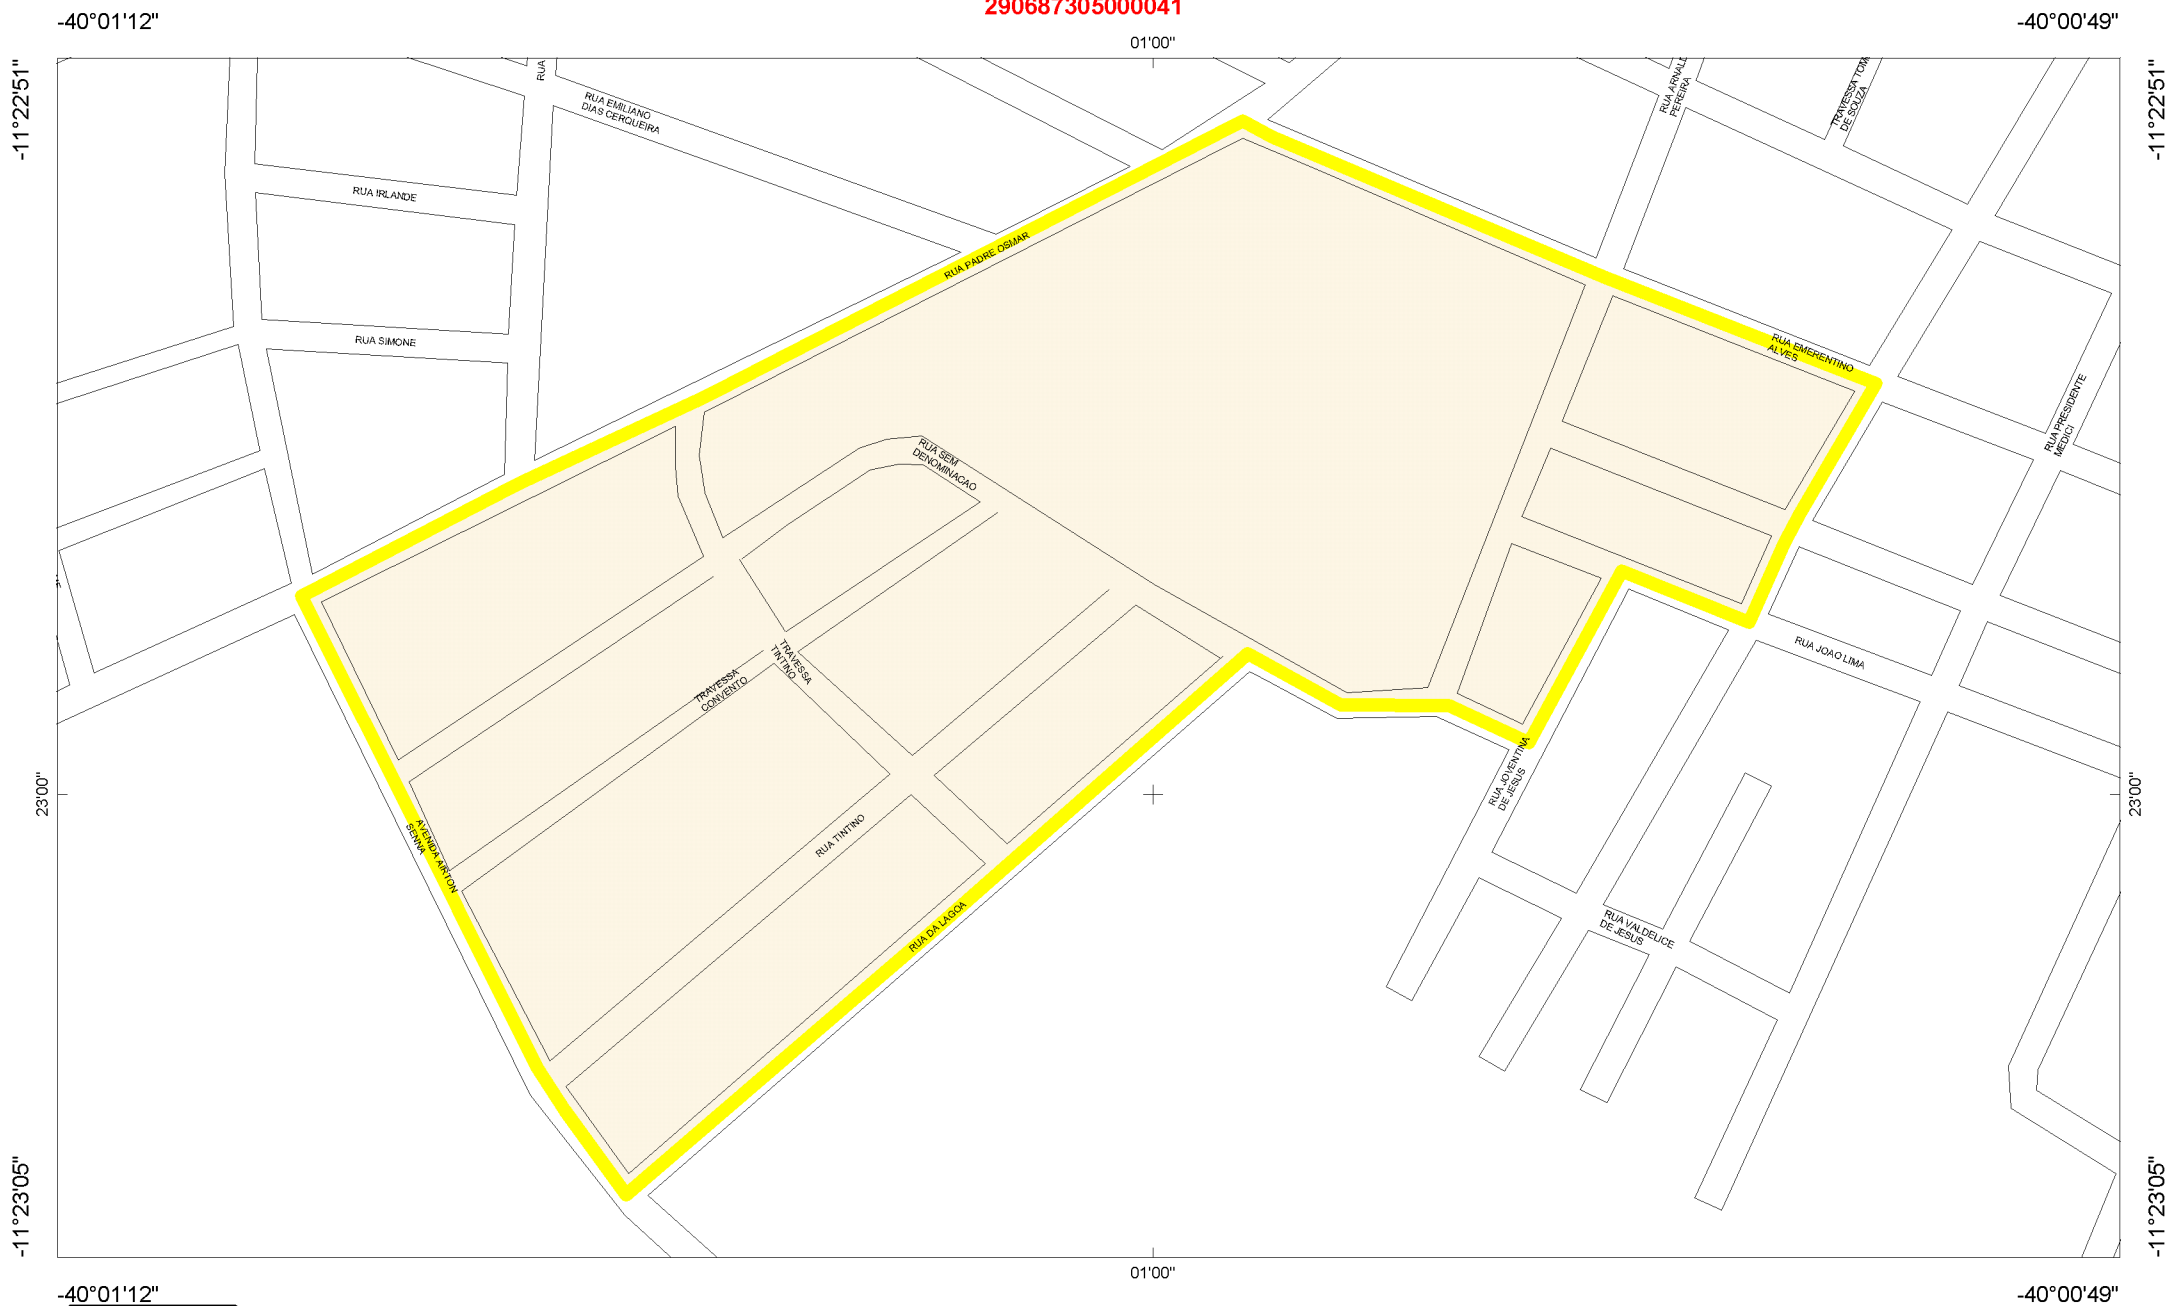 290687305000041
-40°01'12"
-40°00'49"
01'00"
-11°22'51"
-11°22'51"
RUA
RUA EMILIANO
DIAS CERQUEIRA
RUA ARNALD
PEREIRA
TRAVESSA TOM
DE SOUZA
RUA IRLANDE
RUA PADRE OSMAR
RUA SIMONE
RUA EMERENTINO
ALVES
RUA PRESIDENTE
MEDICI
RUA SEM
DENOMINACAO
TRAVESSA
TINTINO
TRAVESSA
CONVENTO
RUA JOAO LIMA
RUA JOVENTINA
DE JESUS
23'00"
23'00"
AVENIDA AIRTON
SENNA
RUA TINTINO
RUA DA LAGOA
RUA VALDELICE
DE JESUS
-11°23'05"
-11°23'05"
01'00"
-40°01'12"
-40°00'49"